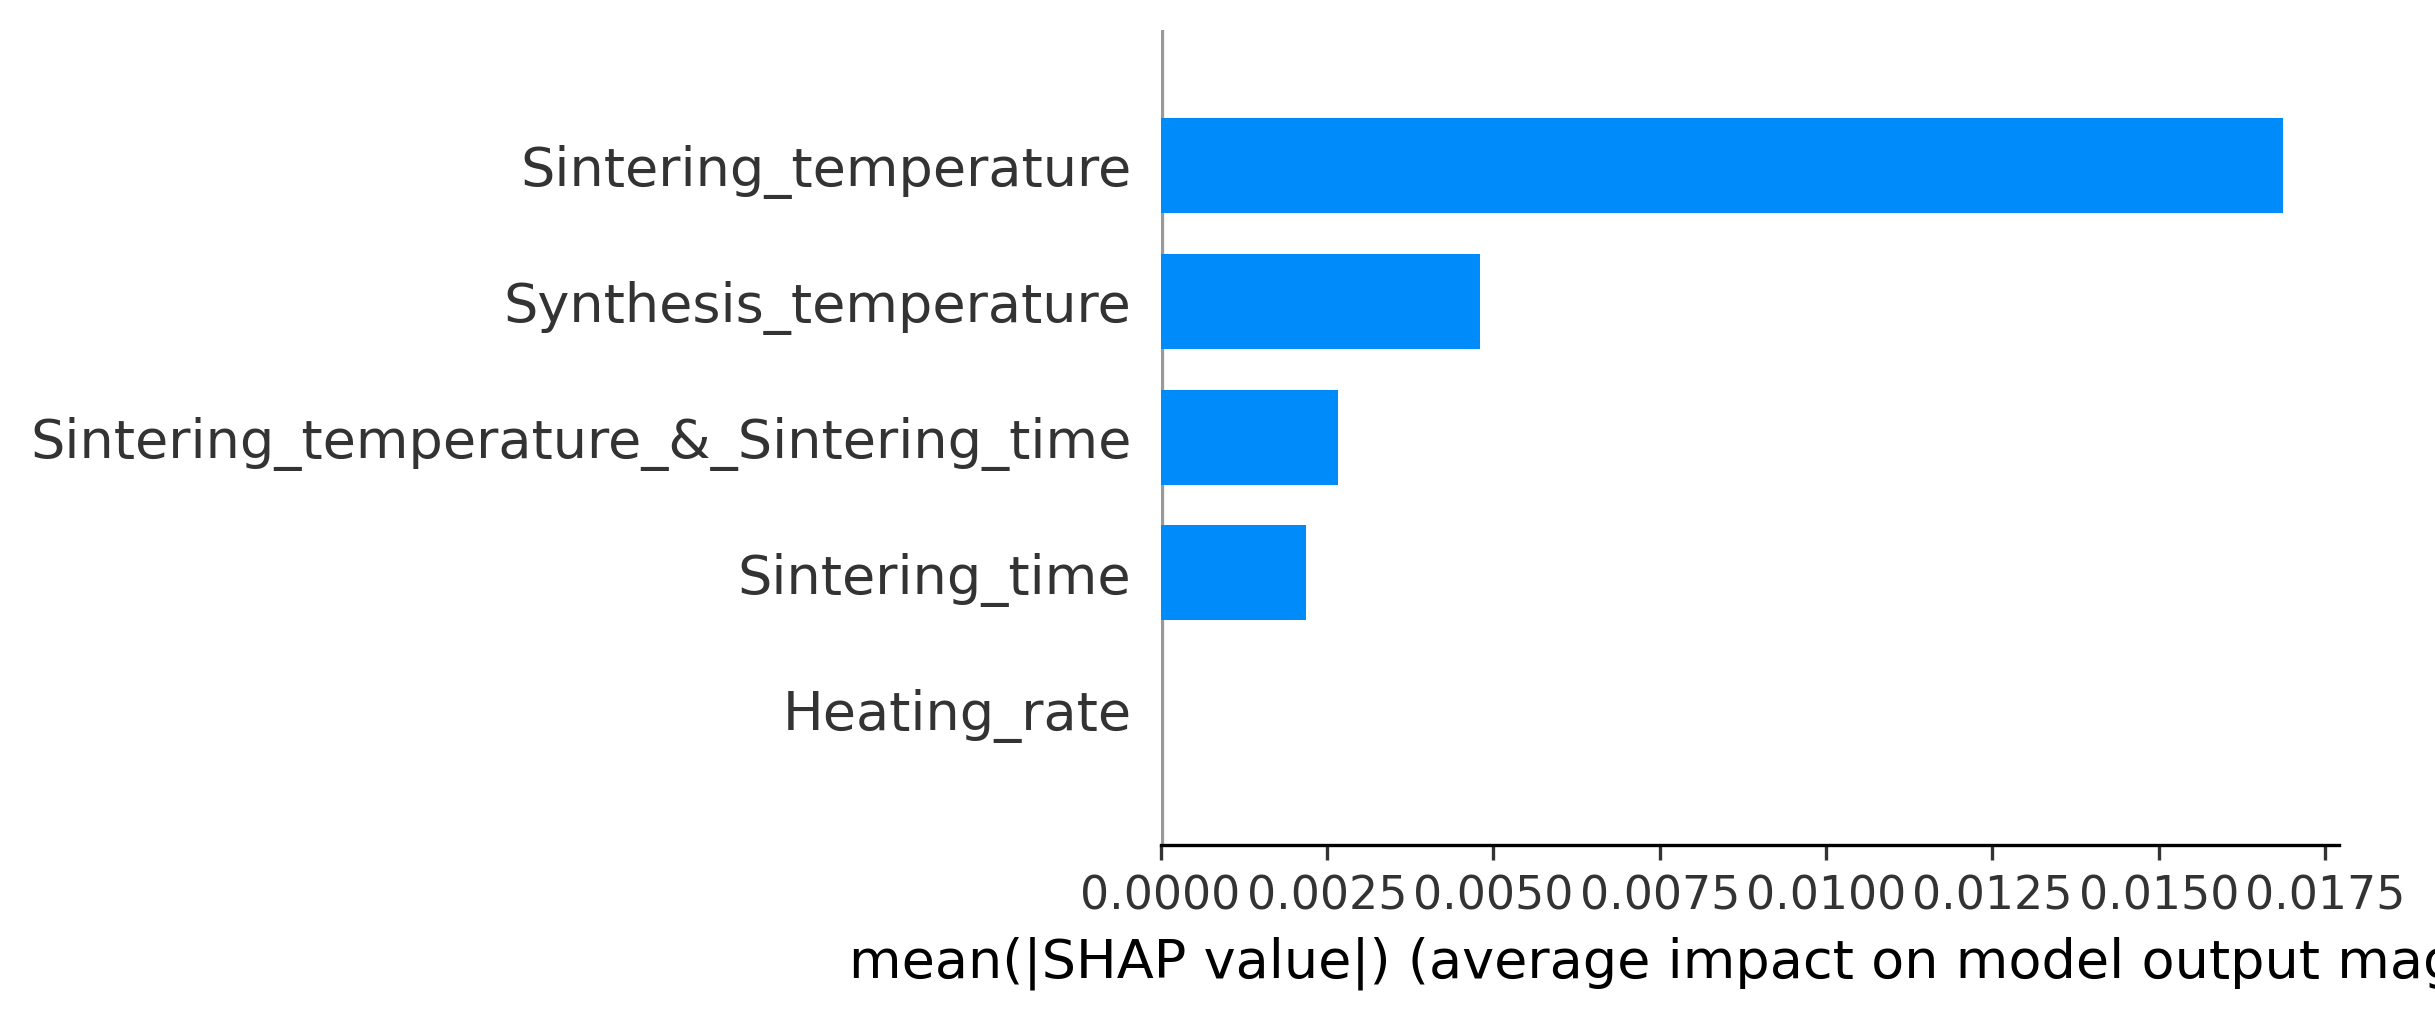 Sintering_temperature
Synthesis_temperature
Sintering_temperature_&_Sintering_time
Sintering_time
Heating_rate
0.0000 0.0025 0.0050 0.0075 0.0100 0.0125 0.0150 0.0175
mean(|SHAP value|) (average impact on model output mag